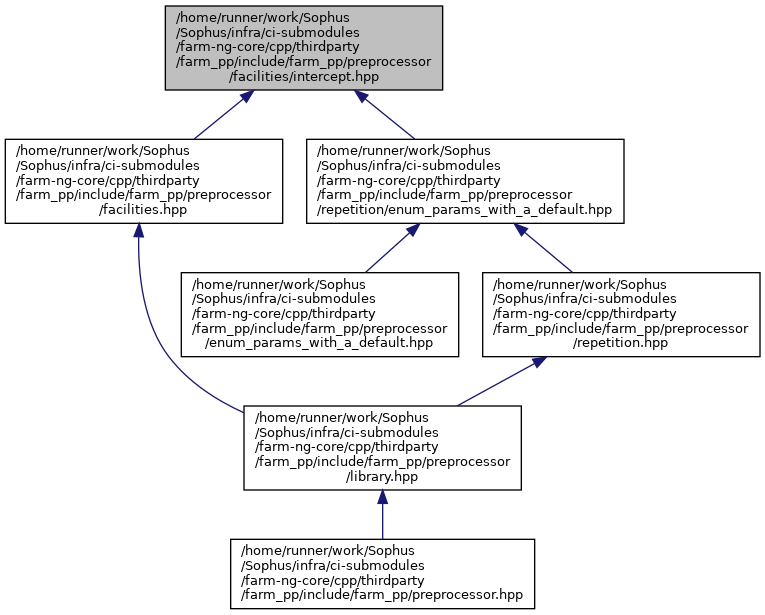 /home/runner/work/Sophus
/Sophus/infra/ci-submodules
/farm-ng-core/cpp/thirdparty
/farm_pp/include/farm_pp/preprocessor
/facilities/intercept.hpp
/home/runner/work/Sophus
/Sophus/infra/ci-submodules
/farm-ng-core/cpp/thirdparty
/farm_pp/include/farm_pp/preprocessor
/facilities.hpp
/home/runner/work/Sophus
/Sophus/infra/ci-submodules
/farm-ng-core/cpp/thirdparty
/farm_pp/include/farm_pp/preprocessor
/repetition/enum_params_with_a_default.hpp
/home/runner/work/Sophus
/Sophus/infra/ci-submodules
/farm-ng-core/cpp/thirdparty
/farm_pp/include/farm_pp/preprocessor
/enum_params_with_a_default.hpp
/home/runner/work/Sophus
/Sophus/infra/ci-submodules
/farm-ng-core/cpp/thirdparty
/farm_pp/include/farm_pp/preprocessor
/repetition.hpp
/home/runner/work/Sophus
/Sophus/infra/ci-submodules
/farm-ng-core/cpp/thirdparty
/farm_pp/include/farm_pp/preprocessor
/library.hpp
/home/runner/work/Sophus
/Sophus/infra/ci-submodules
/farm-ng-core/cpp/thirdparty
/farm_pp/include/farm_pp/preprocessor.hpp